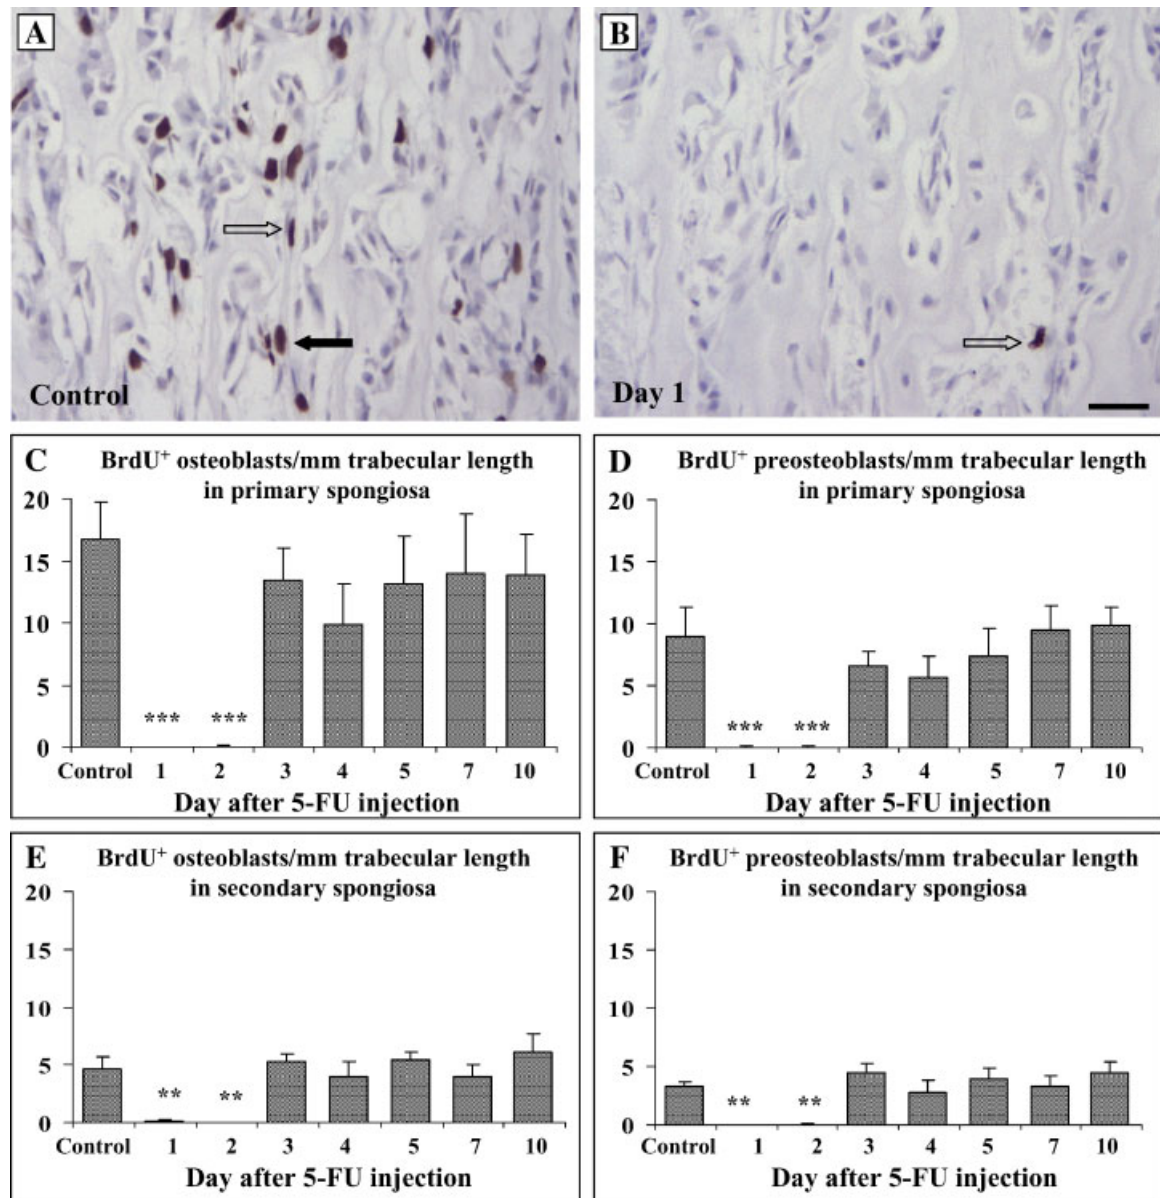 A
Control
B
Day 1
C
BrdU⁺ osteoblasts/mm trabecular length
in primary spongiosa
20
15
10
5
0
*** ***
Control 1 2 3 4 5 7 10
Day after 5-FU injection
D
BrdU⁺ preosteoblasts/mm trabecular length
in primary spongiosa
20
15
10
5
0
*** ***
Control 1 2 3 4 5 7 10
Day after 5-FU injection
E
BrdU⁺ osteoblasts/mm trabecular length
in secondary spongiosa
20
15
10
5
0
** **
Control 1 2 3 4 5 7 10
Day after 5-FU injection
F
BrdU⁺ preosteoblasts/mm trabecular length
in secondary spongiosa
20
15
10
5
0
** **
Control 1 2 3 4 5 7 10
Day after 5-FU injection